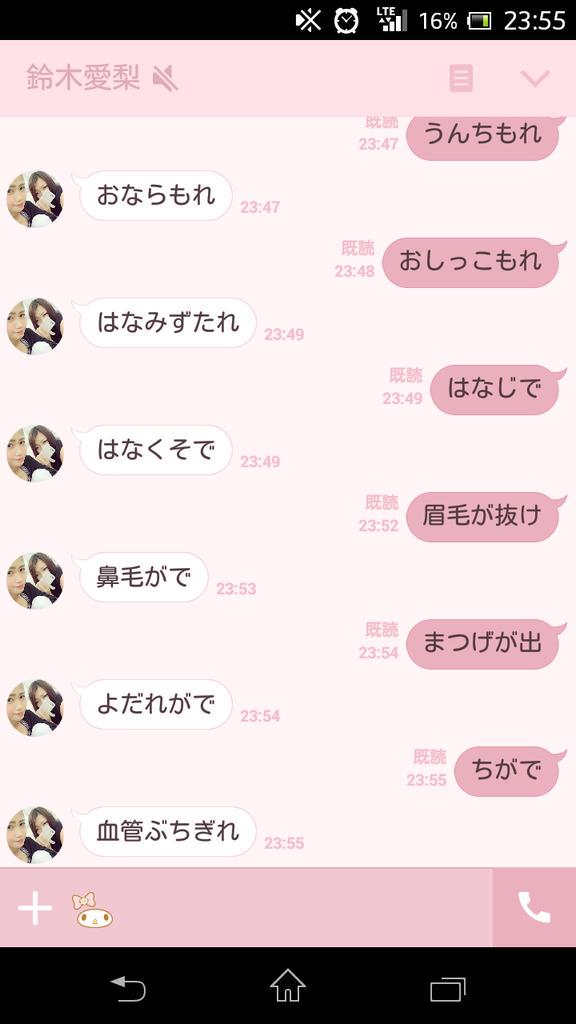 LTE
16%
23:55
鈴木愛梨
既読
23:47
うんちもれ
おならもれ
23:47
既読
23:48
おしっこもれ
はなみずたれ
23:49
既読
23:49
はなじで
はなくそで
23:49
既読
23:52
眉毛が抜け
鼻毛がで
23:53
既読
23:54
まつげが出
よだれがで
23:54
既読
23:55
ちがで
血管ぶちぎれ
23:55